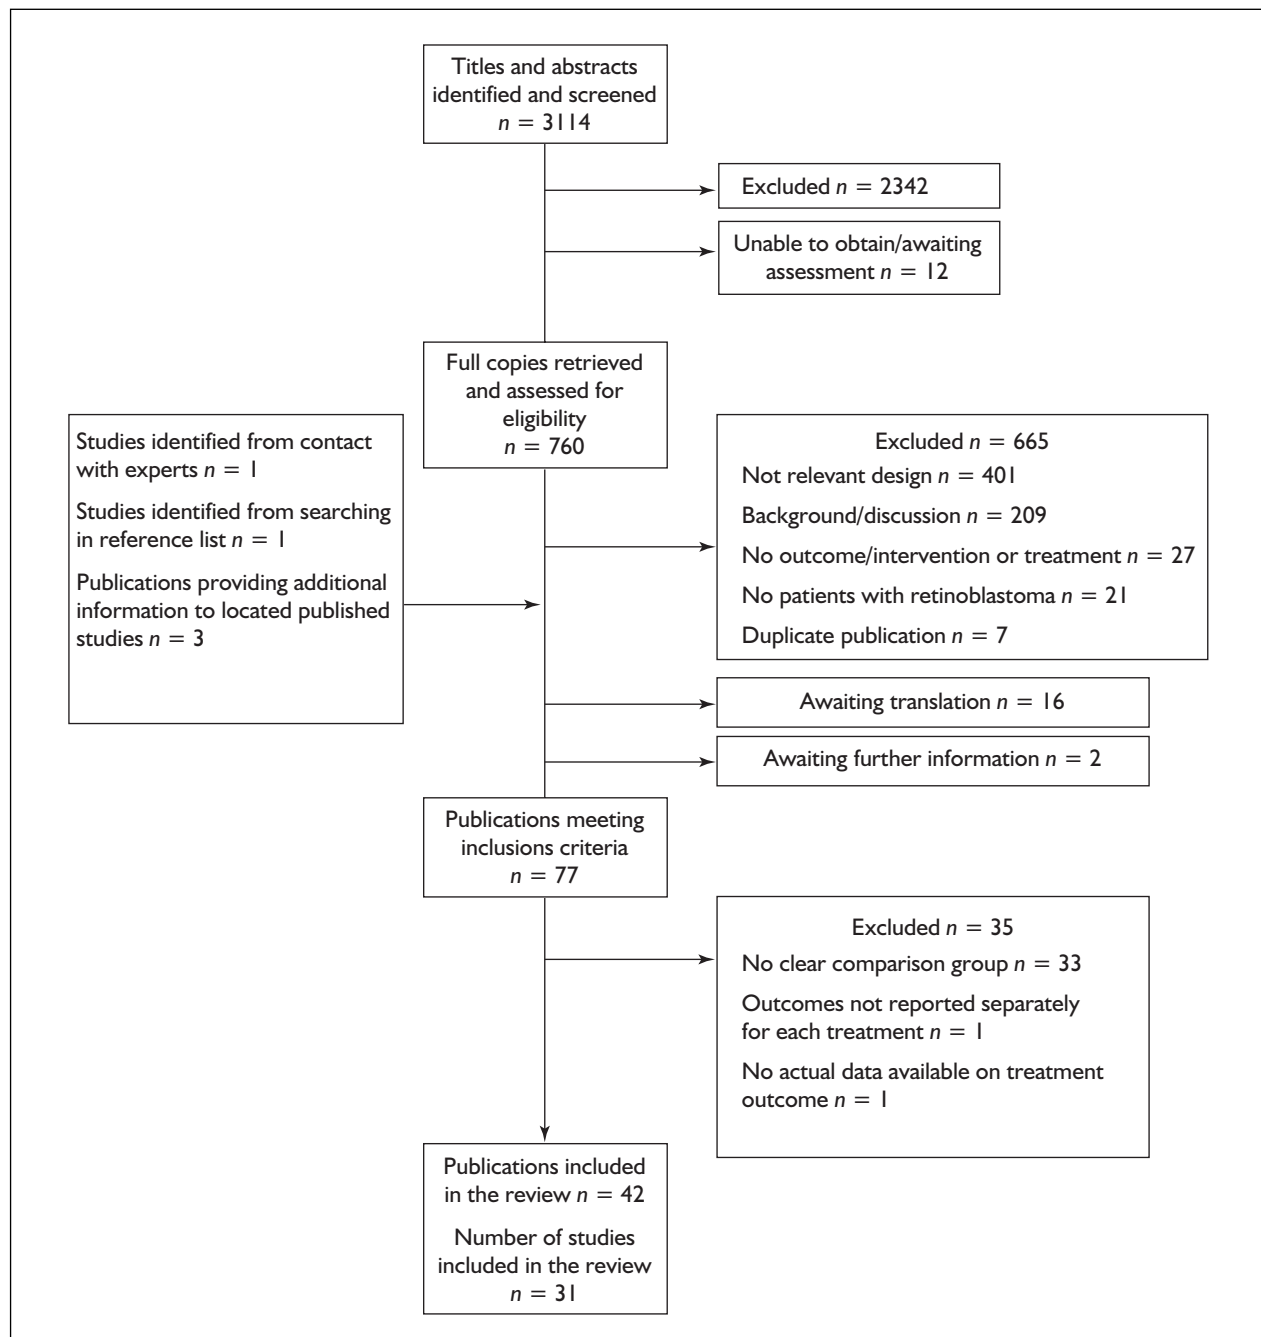 Titles and abstracts
identified and screened
n = 3114
Excluded n = 2342
Unable to obtain/awaiting
assessment n = 12
Full copies retrieved
and assessed for
eligibility
n = 760
Studies identified from contact
with experts n = 1
Studies identified from searching
in reference list n = 1
Publications providing additional
information to located published
studies n = 3
Excluded n = 665
Not relevant design n = 401
Background/discussion n = 209
No outcome/intervention or treatment n = 27
No patients with retinoblastoma n = 21
Duplicate publication n = 7
Awaiting translation n = 16
Awaiting further information n = 2
Publications meeting
inclusions criteria
n = 77
Excluded n = 35
No clear comparison group n = 33
Outcomes not reported separately
for each treatment n = 1
No actual data available on treatment
outcome n = 1
Publications included
in the review n = 42
Number of studies
included in the review
n = 31